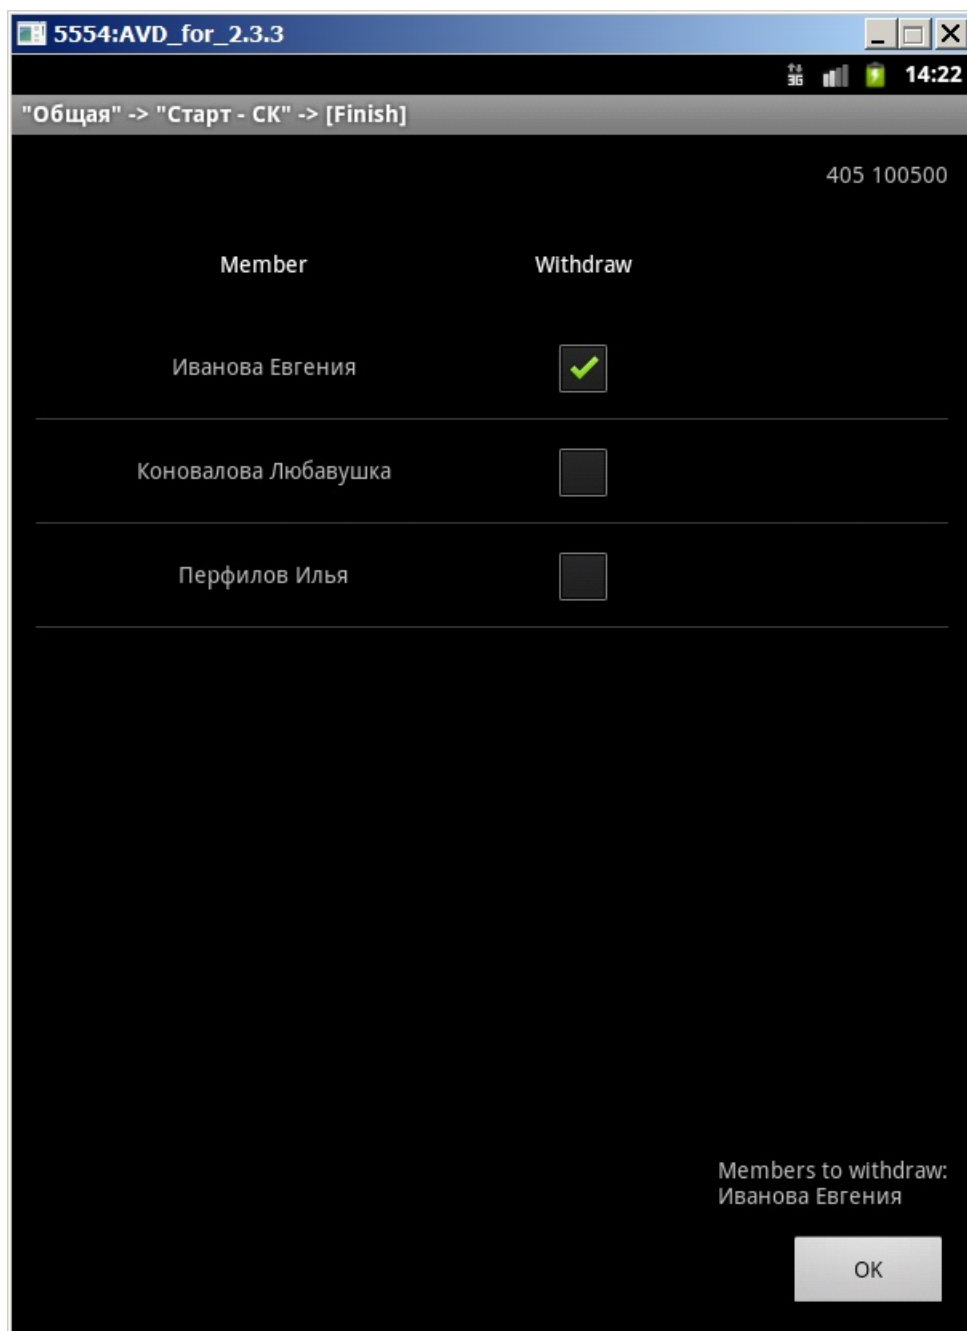 5554:AVD_for_2.3.3
3G 14:22
"Общая" -> "Старт - СК" -> [Finish]
405 100500
Member Withdraw
Иванова Евгения
Коновалова Любавушка
Перфилов Илья
Members to withdraw:
Иванова Евгения
OK